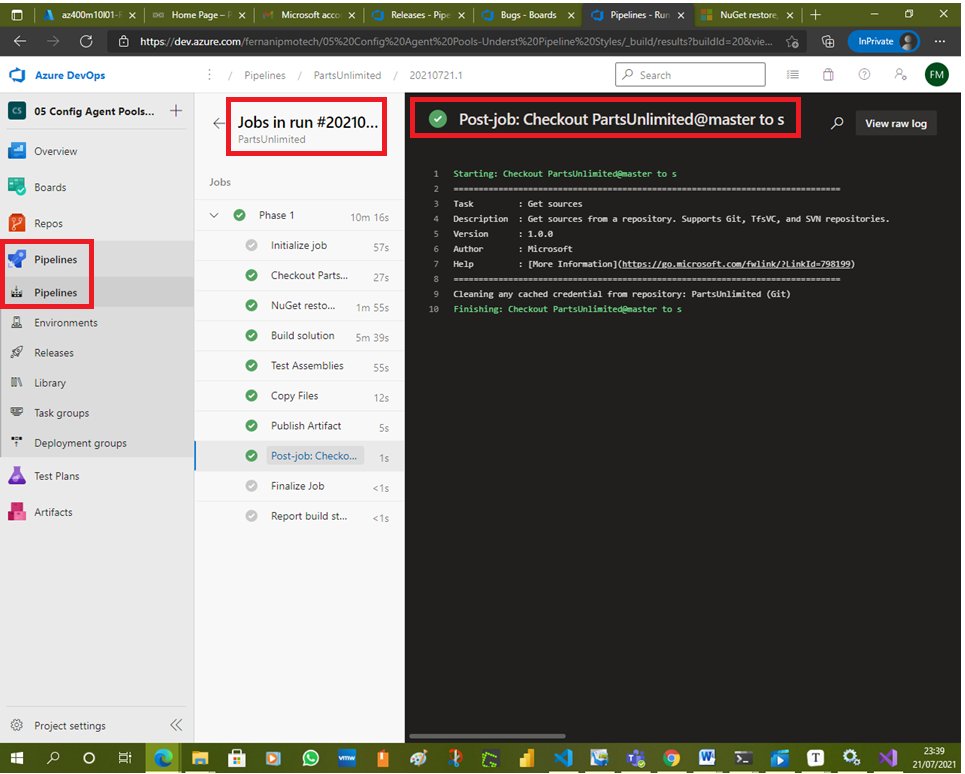 az400m10l01-F
Home Page – P
Microsoft acco
Releases - Pipe
Bugs - Boards
Pipelines - Run
NuGet restore,
https://dev.azure.com/fernanipmotech/05%20Config%20Agent%20Pools-Underst%20Pipeline%20Styles/_build/results?buildId=20&vie...
InPrivate
Azure DevOps
/ Pipelines / PartsUnlimited / 20210721.1
Search
FM
CS
05 Config Agent Pools...
Overview
Boards
Repos
Pipelines
Pipelines
Environments
Releases
Library
Task groups
Deployment groups
Test Plans
Artifacts
Project settings
Jobs in run #20210...
PartsUnlimited
Jobs
Phase 1 10m 16s
Initialize job 57s
Checkout Parts... 27s
NuGet resto... 1m 55s
Build solution 5m 39s
Test Assemblies 55s
Copy Files 12s
Publish Artifact 5s
Post-job: Checko... 1s
Finalize Job <1s
Report build st... <1s
Post-job: Checkout PartsUnlimited@master to s
View raw log
1 Starting: Checkout PartsUnlimited@master to s
2 ==============================================================================
3 Task : Get sources
4 Description : Get sources from a repository. Supports Git, TfsVC, and SVN repositories.
5 Version : 1.0.0
6 Author : Microsoft
7 Help : [More Information](https://go.microsoft.com/fwlink/?LinkId=798199)
8 ==============================================================================
9 Cleaning any cached credential from repository: PartsUnlimited (Git)
10 Finishing: Checkout PartsUnlimited@master to s
vmw
23:39
21/07/2021